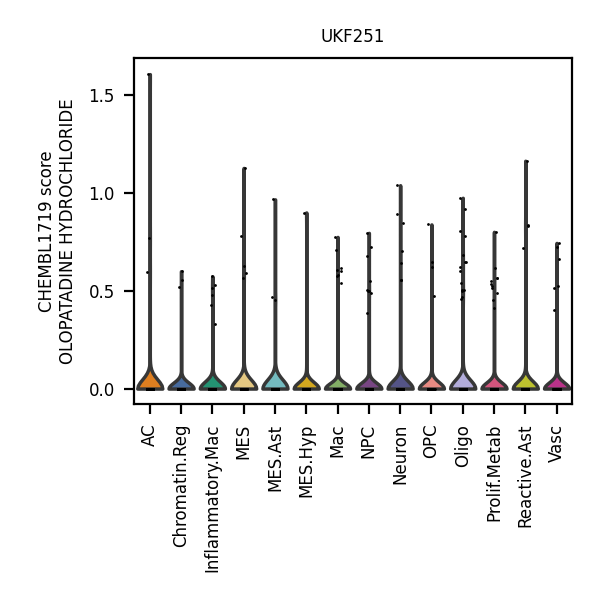 UKF251
CHEMBL1719 score
OLOPATADINE HYDROCHLORIDE
1.5
1.0
0.5
0.0
AC
Chromatin.Reg
Inflammatory.Mac
MES
MES.Ast
MES.Hyp
Mac
NPC
Neuron
OPC
Oligo
Prolif.Metab
Reactive.Ast
Vasc